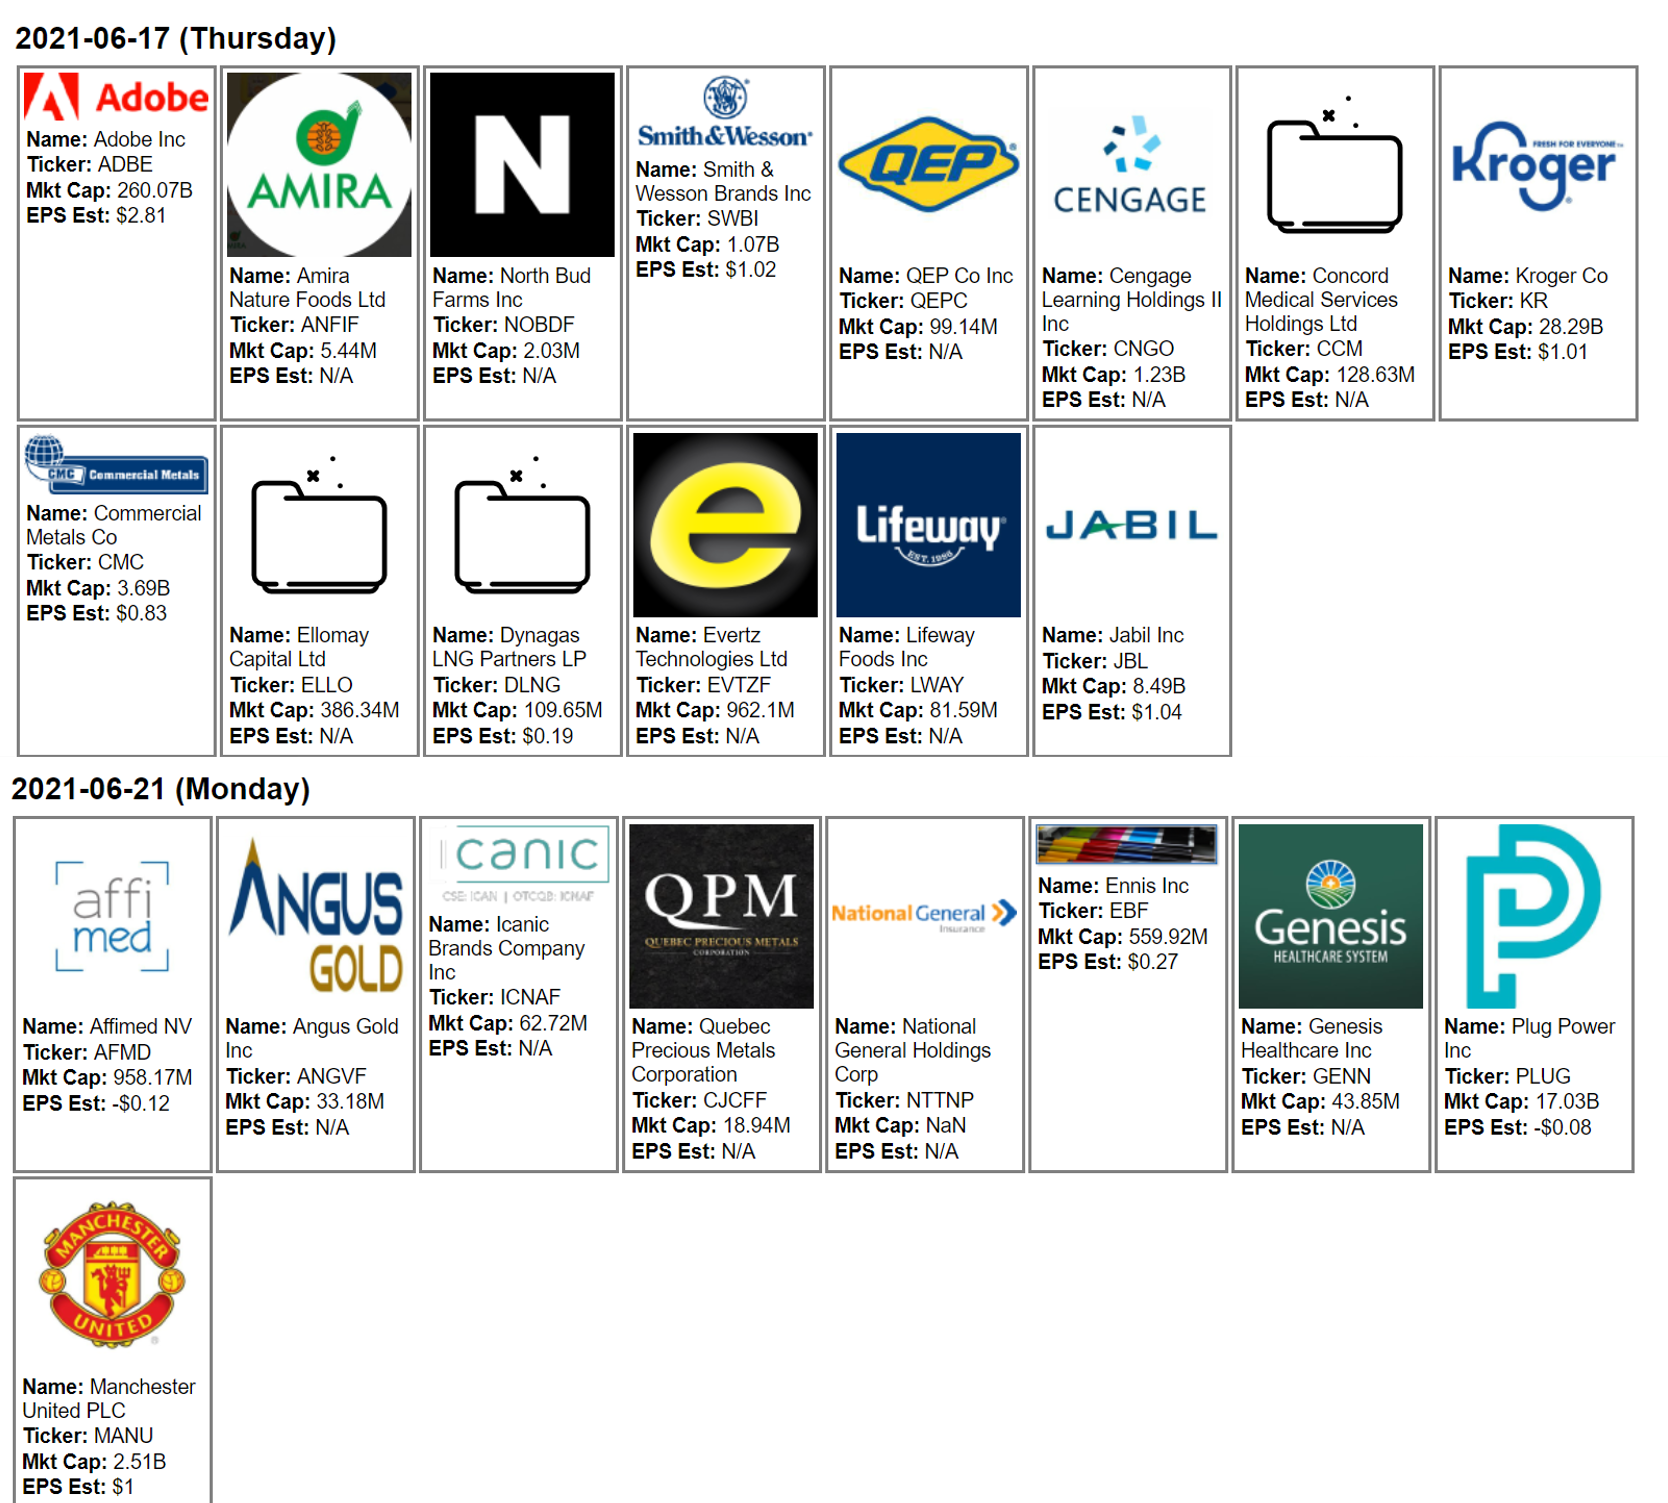 2021-06-17 (Thursday)
Adobe
Name: Adobe Inc
Ticker: ADBE
Mkt Cap: 260.07B
EPS Est: $2.81
AMIRA
Name: Amira
Nature Foods Ltd
Ticker: ANFIF
Mkt Cap: 5.44M
EPS Est: N/A
N
Name: North Bud
Farms Inc
Ticker: NOBDF
Mkt Cap: 2.03M
EPS Est: N/A
Smith&Wesson
Name: Smith &
Wesson Brands Inc
Ticker: SWBI
Mkt Cap: 1.07B
EPS Est: $1.02
QEP
Name: QEP Co Inc
Ticker: QEPC
Mkt Cap: 99.14M
EPS Est: N/A
CENGAGE
Name: Cengage
Learning Holdings II
Inc
Ticker: CNGO
Mkt Cap: 1.23B
EPS Est: N/A
Name: Concord
Medical Services
Holdings Ltd
Ticker: CCM
Mkt Cap: 128.63M
EPS Est: N/A
FRESH FOR EVERYONE™
Kroger
Name: Kroger Co
Ticker: KR
Mkt Cap: 28.29B
EPS Est: $1.01
CMC Commercial Metals
Name: Commercial
Metals Co
Ticker: CMC
Mkt Cap: 3.69B
EPS Est: $0.83
Name: Ellomay
Capital Ltd
Ticker: ELLO
Mkt Cap: 386.34M
EPS Est: N/A
Name: Dynagas
LNG Partners LP
Ticker: DLNG
Mkt Cap: 109.65M
EPS Est: $0.19
e
Name: Evertz
Technologies Ltd
Ticker: EVTZF
Mkt Cap: 962.1M
EPS Est: N/A
Lifeway
EST. 1986
Name: Lifeway
Foods Inc
Ticker: LWAY
Mkt Cap: 81.59M
EPS Est: N/A
JABIL
Name: Jabil Inc
Ticker: JBL
Mkt Cap: 8.49B
EPS Est: $1.04
2021-06-21 (Monday)
affi
med
Name: Affimed NV
Ticker: AFMD
Mkt Cap: 958.17M
EPS Est: -$0.12
ANGUS
GOLD
Name: Angus Gold
Inc
Ticker: ANGVF
Mkt Cap: 33.18M
EPS Est: N/A
icanic
CSE: ICAN | OTCQB: ICNAF
Name: Icanic
Brands Company
Inc
Ticker: ICNAF
Mkt Cap: 62.72M
EPS Est: N/A
QPM
QUEBEC PRECIOUS METALS
CORPORATION
Name: Quebec
Precious Metals
Corporation
Ticker: CJCFF
Mkt Cap: 18.94M
EPS Est: N/A
National General
Insurance
Name: National
General Holdings
Corp
Ticker: NTTNP
Mkt Cap: NaN
EPS Est: N/A
Name: Ennis Inc
Ticker: EBF
Mkt Cap: 559.92M
EPS Est: $0.27
Genesis
HEALTHCARE SYSTEM
Name: Genesis
Healthcare Inc
Ticker: GENN
Mkt Cap: 43.85M
EPS Est: N/A
Name: Plug Power
Inc
Ticker: PLUG
Mkt Cap: 17.03B
EPS Est: -$0.08
MANCHESTER
UNITED
Name: Manchester
United PLC
Ticker: MANU
Mkt Cap: 2.51B
EPS Est: $1